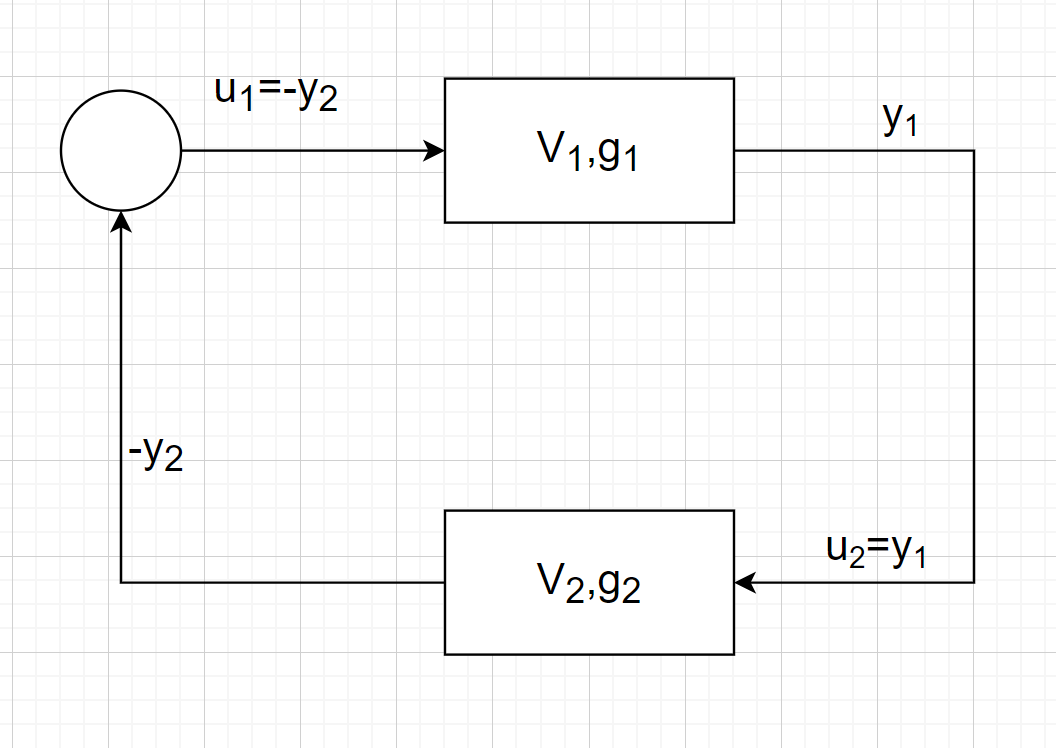 u₁=-y₂
V₁,g₁
y₁
-y₂
V₂,g₂
u₂=y₁